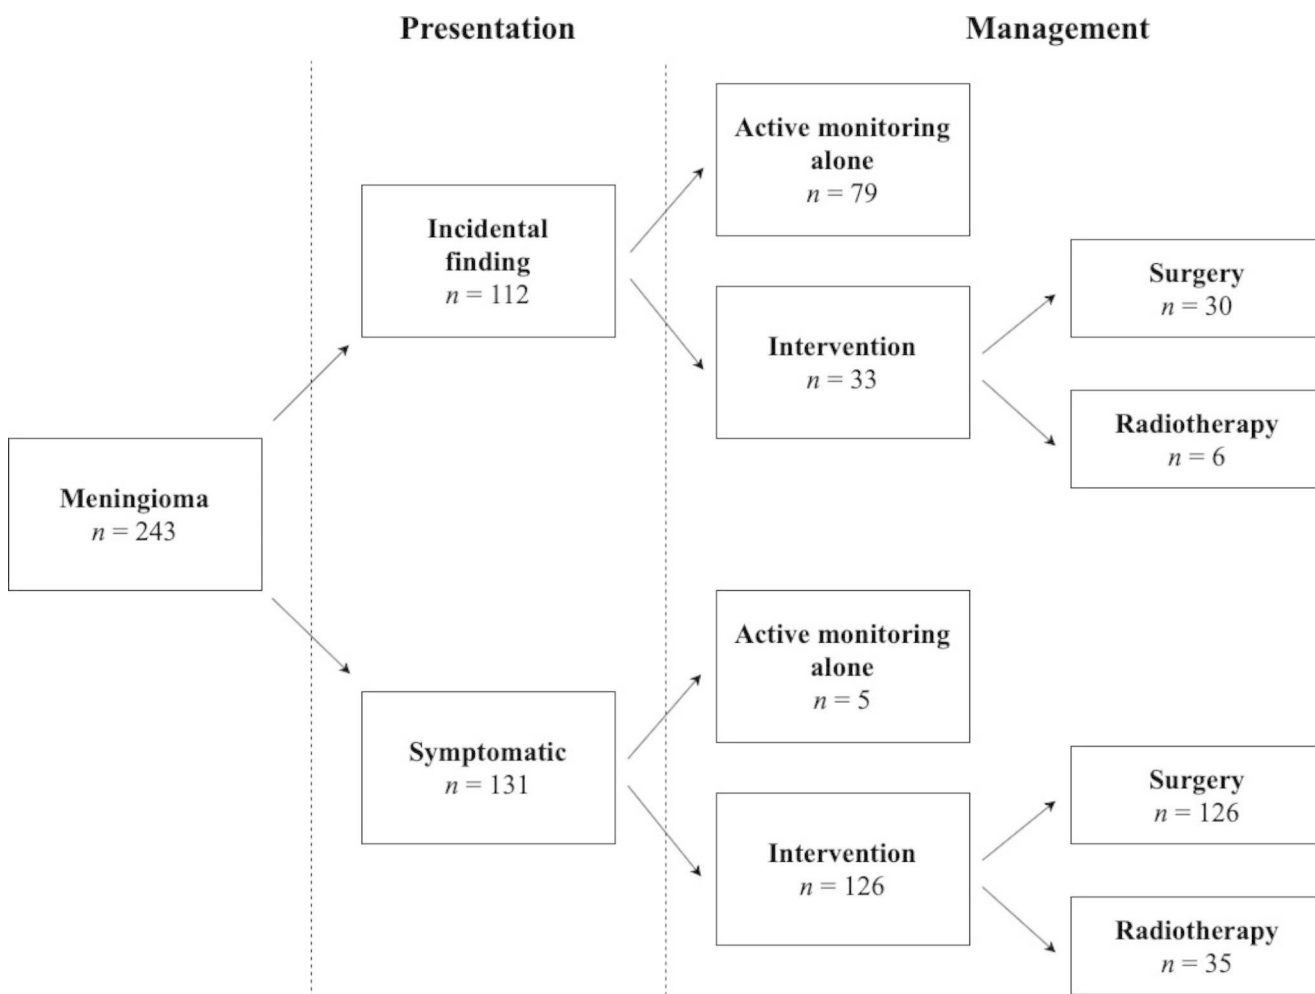 Presentation
Management
Meningioma
n = 243
Incidental
finding
n = 112
Active monitoring
alone
n = 79
Intervention
n = 33
Surgery
n = 30
Radiotherapy
n = 6
Symptomatic
n = 131
Active monitoring
alone
n = 5
Intervention
n = 126
Surgery
n = 126
Radiotherapy
n = 35